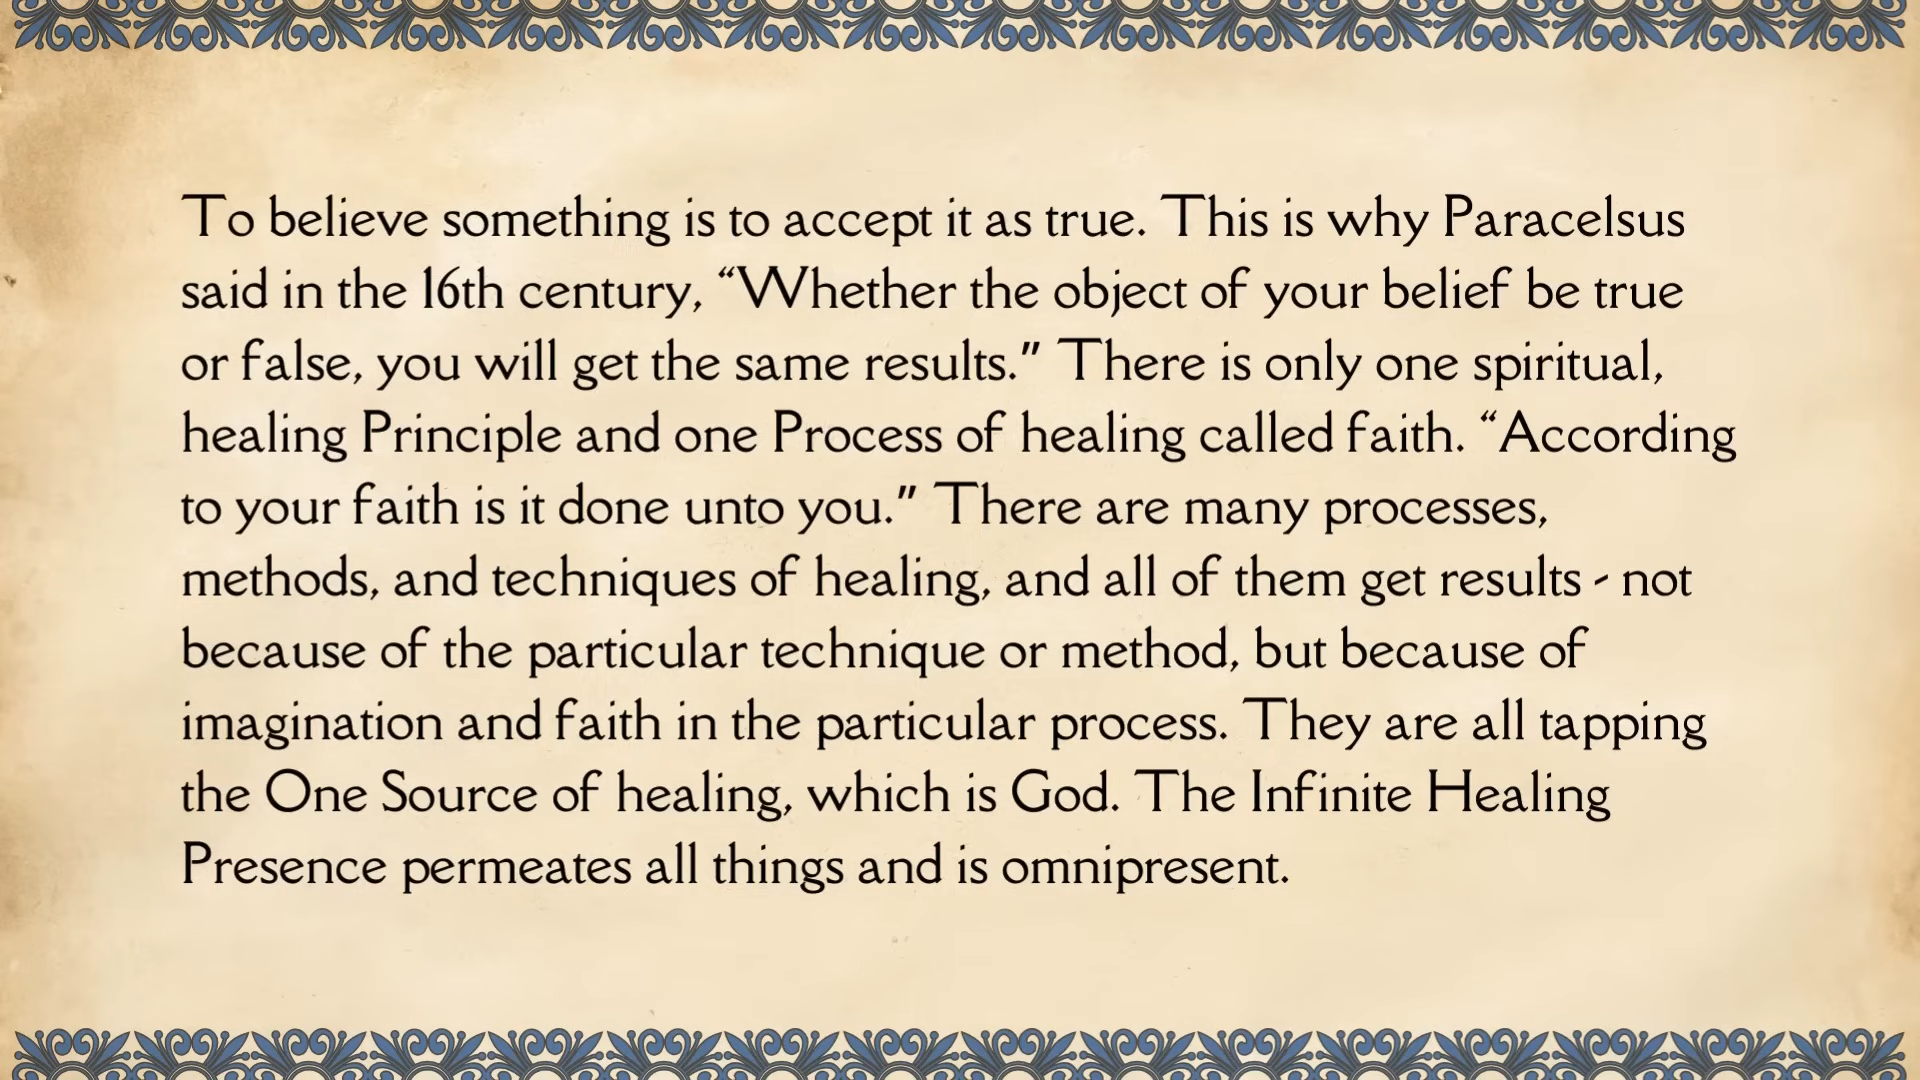 To believe something is to accept it as true. This is why Paracelsus
said in the 16th century, “Whether the object of your belief be true
or false, you will get the same results.” There is only one spiritual,
healing Principle and one Process of healing called faith. “According
to your faith is it done unto you.” There are many processes,
methods, and techniques of healing, and all of them get results - not
because of the particular technique or method, but because of
imagination and faith in the particular process. They are all tapping
the One Source of healing, which is God. The Infinite Healing
Presence permeates all things and is omnipresent.